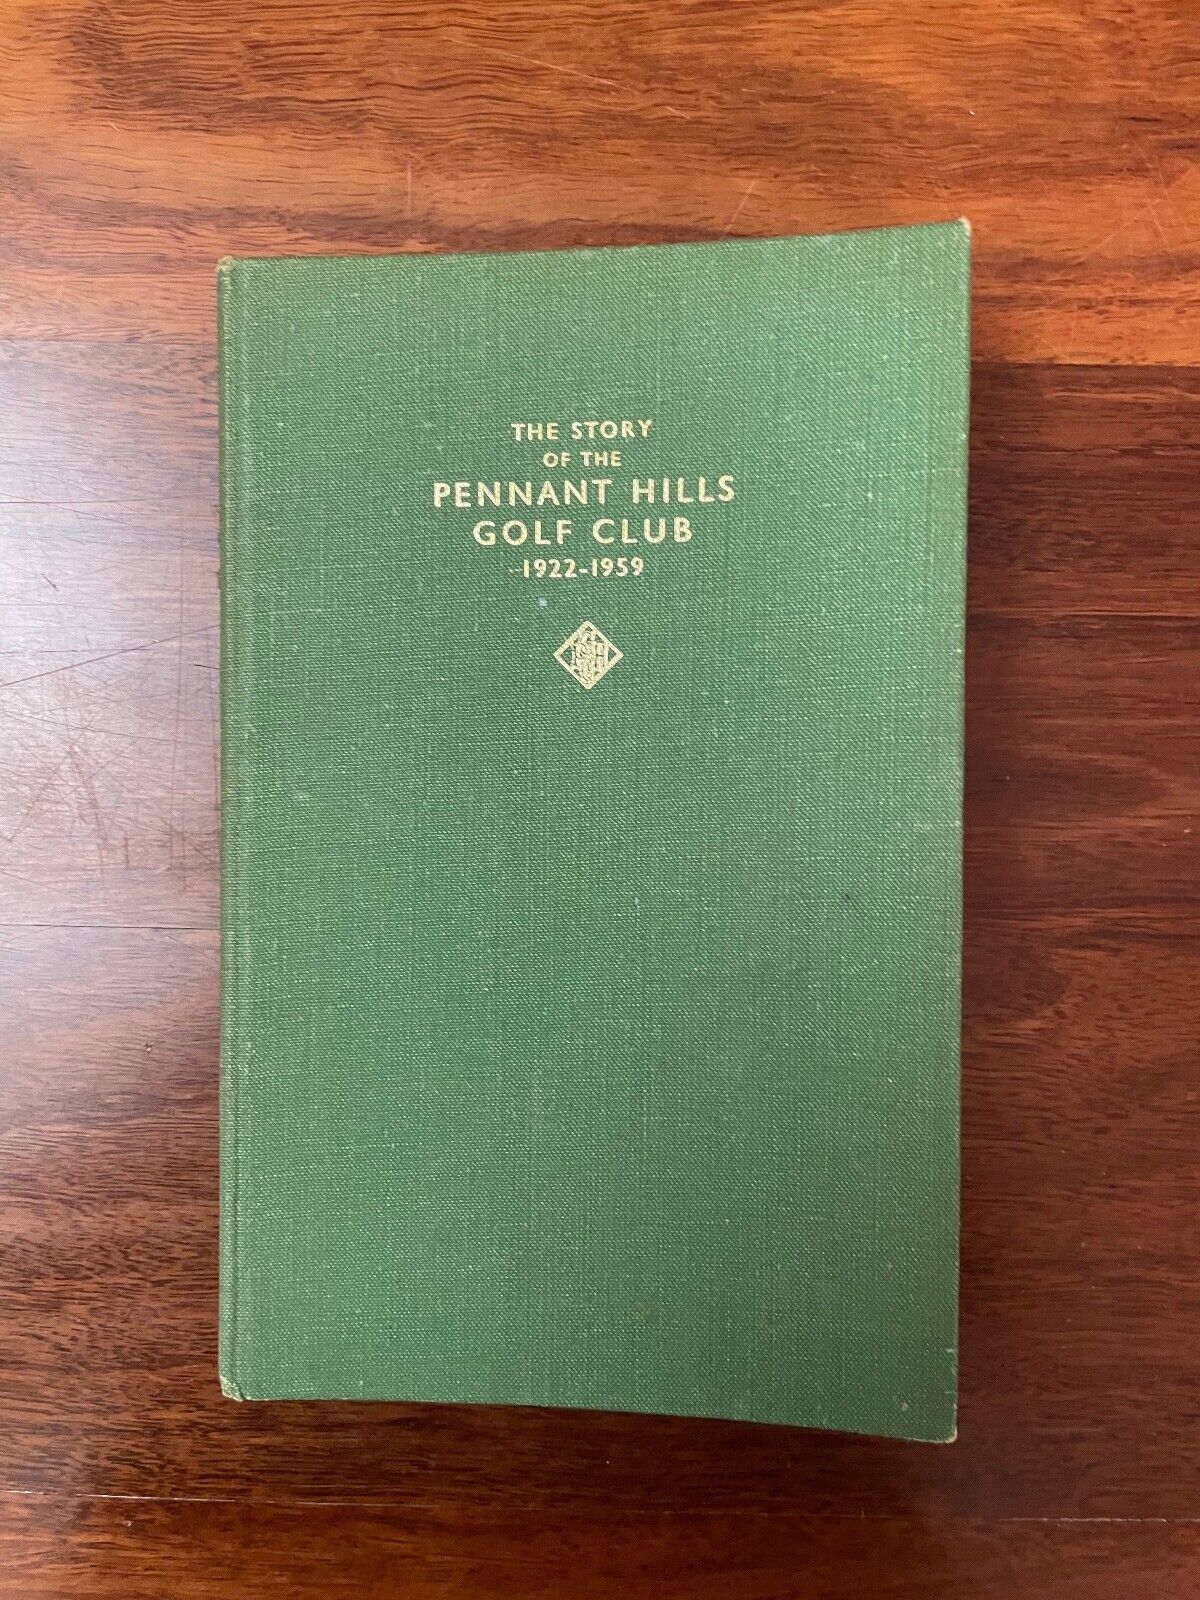 THE STORY
OF THE
PENNANT HILLS
GOLF CLUB
1922-1959